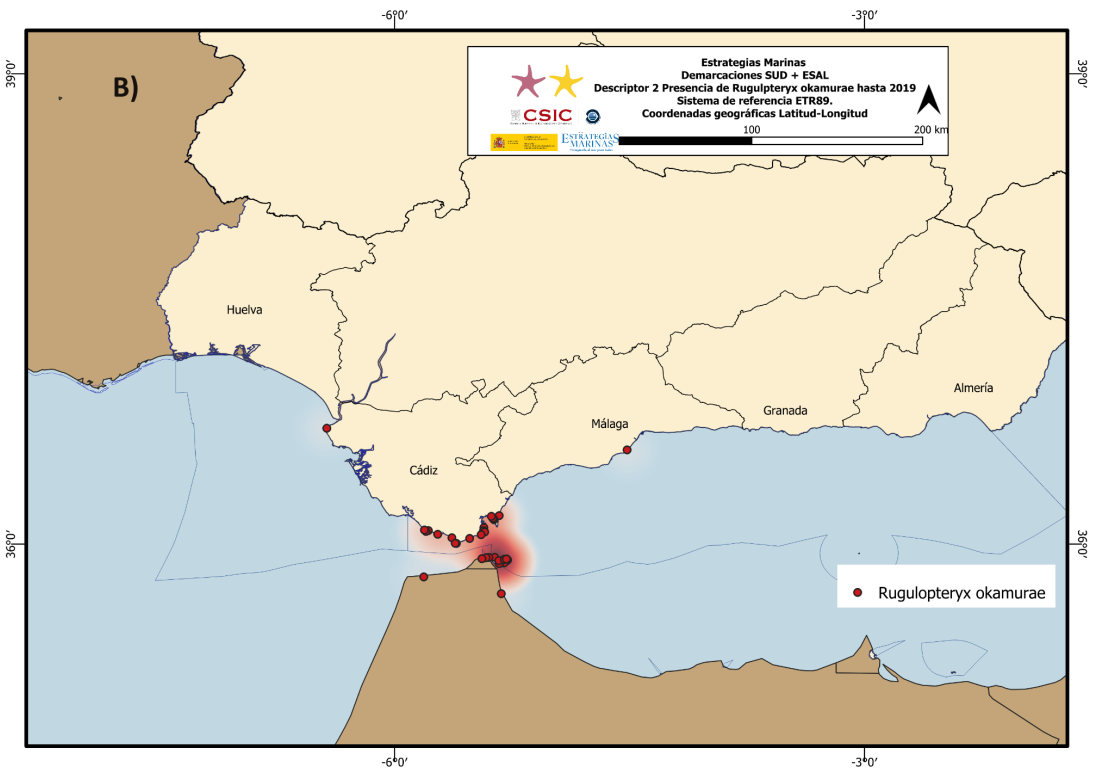 -6°0′
-3°0′
39°0′
39°0′
B)
Estrategias Marinas
Demarcaciones SUD + ESAL
Descriptor 2 Presencia de Rugulpteryx okamurae hasta 2019
Sistema de referencia ETR89.
Coordenadas geográficas Latitud-Longitud
CSIC
ESTRATEGIAS
MARINAS
100
200 km
Huelva
Almería
Granada
Málaga
Cádiz
36°0′
36°0′
Rugulopteryx okamurae
-6°0′
-3°0′